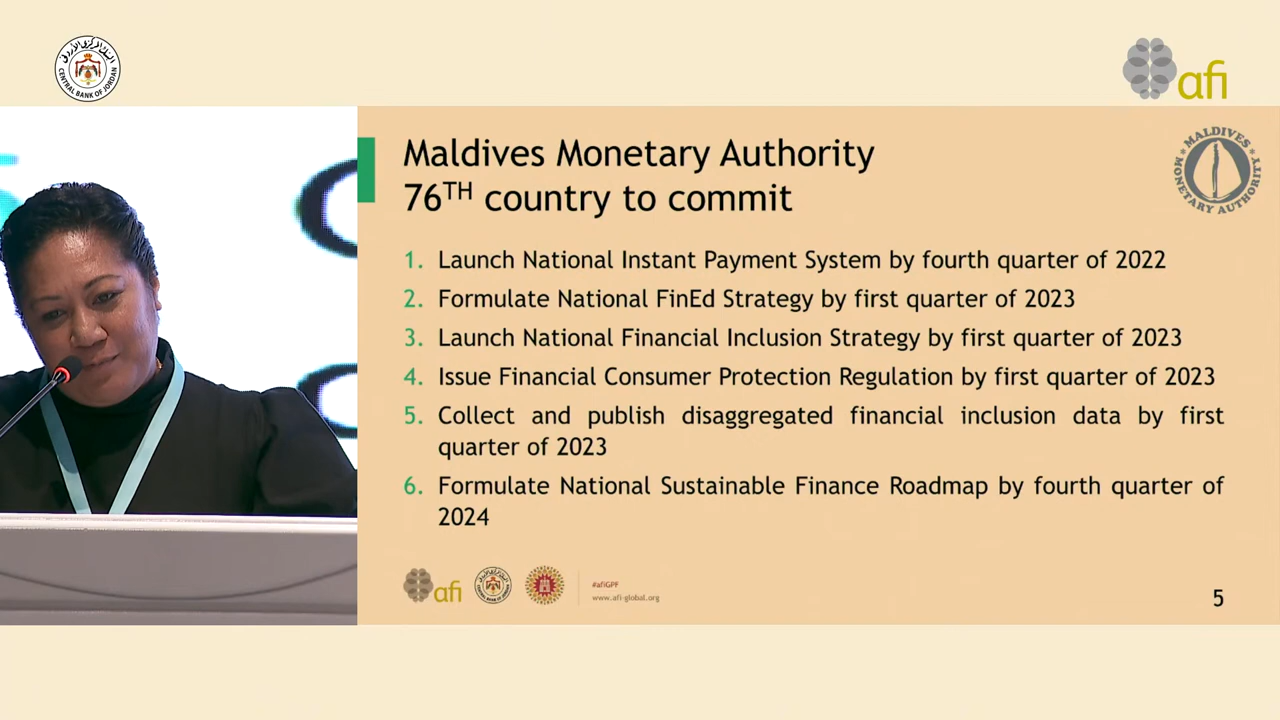 البنك المركزي الأردني
CENTRAL BANK OF JORDAN
afi
Maldives Monetary Authority
76TH country to commit
MALDIVES
MONETARY AUTHORITY
1. Launch National Instant Payment System by fourth quarter of 2022
2. Formulate National FinEd Strategy by first quarter of 2023
3. Launch National Financial Inclusion Strategy by first quarter of 2023
4. Issue Financial Consumer Protection Regulation by first quarter of 2023
5. Collect and publish disaggregated financial inclusion data by first
quarter of 2023
6. Formulate National Sustainable Finance Roadmap by fourth quarter of
2024
afi
#afiGPF
www.afi-global.org
5